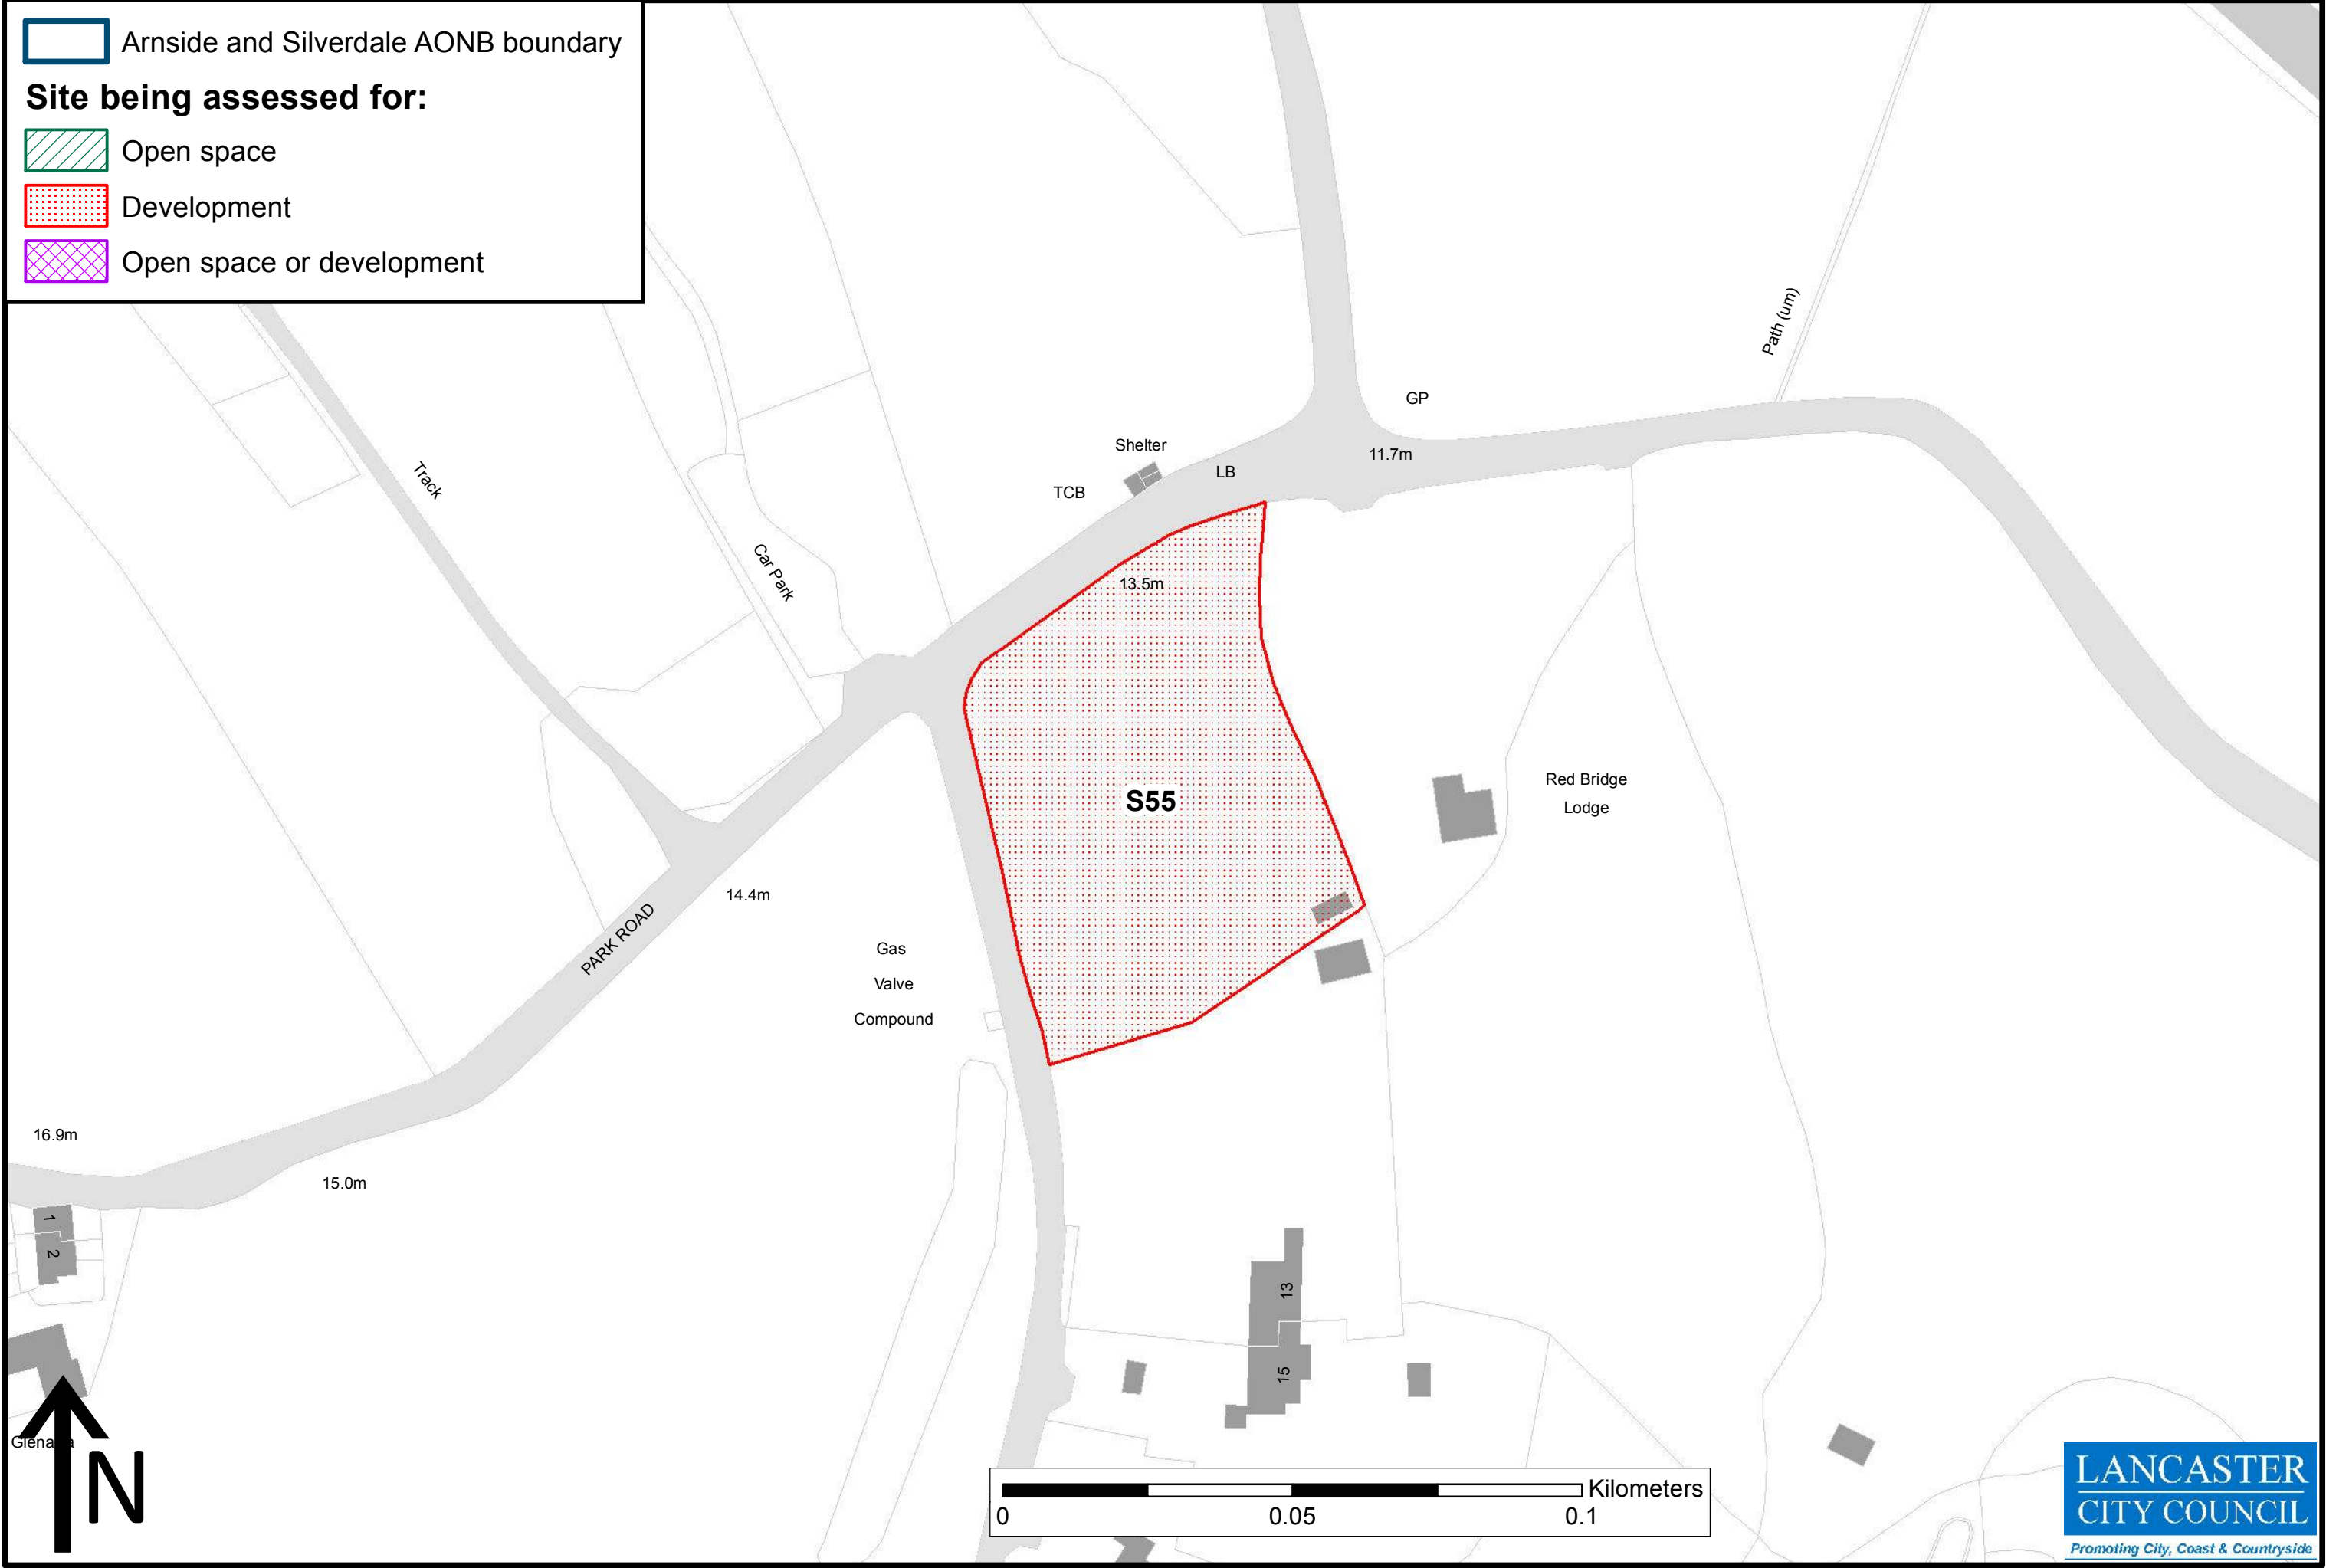 Arnside and Silverdale AONB boundary
Site being assessed for:
Open space
Development
Open space or development
Path (um)
GP
Shelter
11.7m
LB
TCB
Track
Car Park
13.5m
Red Bridge
Lodge
S55
14.4m
PARK ROAD
Gas
Valve
Compound
16.9m
15.0m
1
2
13
15
N
Kilometers
0
0.05
0.1
LANCASTER
CITY COUNCIL
Promoting City, Coast & Countryside